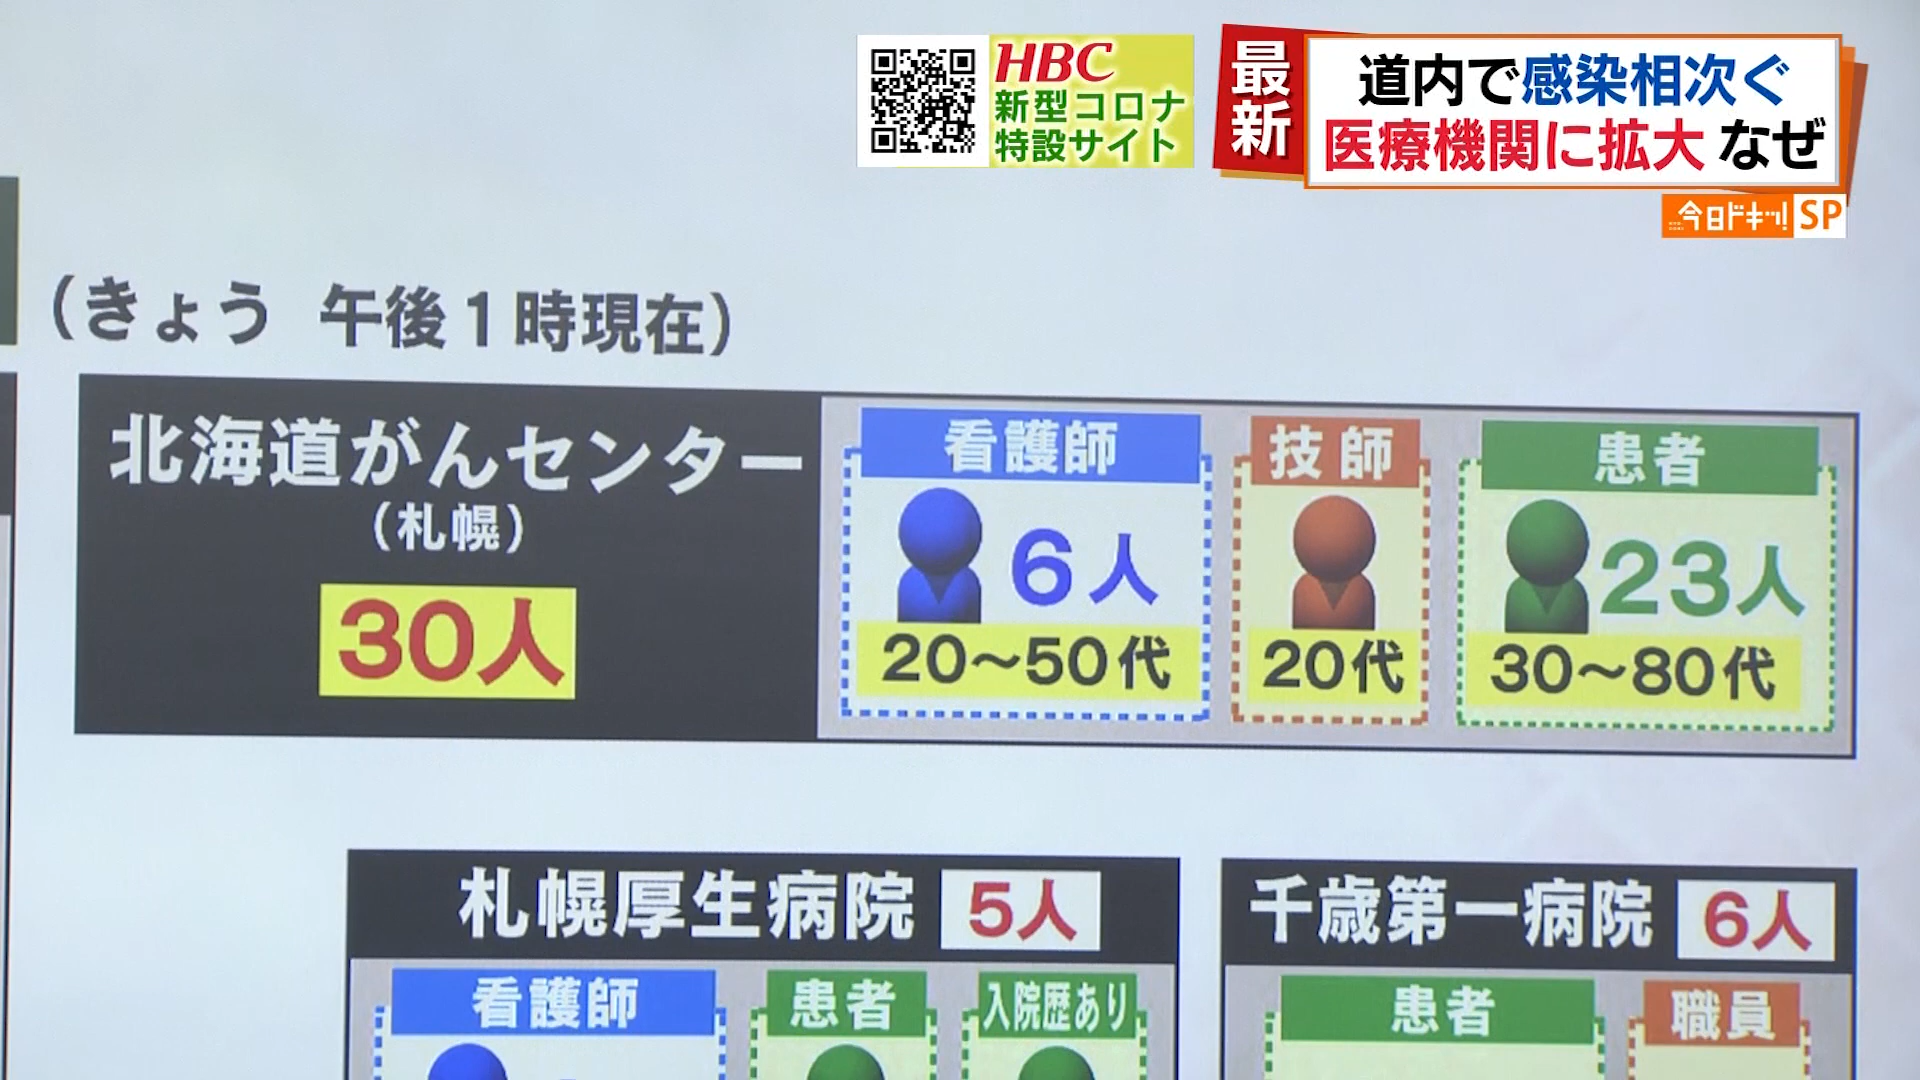 HBC
新型コロナ
特設サイト
最新
道内で感染相次ぐ
医療機関に拡大 なぜ
今日ドキッ! SP
(きょう 午後1時現在)
北海道がんセンター
(札幌)
30人
看護師
6人
20〜50代
技師
20代
患者
23人
30〜80代
札幌厚生病院 5人
千歳第一病院 6人
看護師
患者
入院歴あり
患者
職員